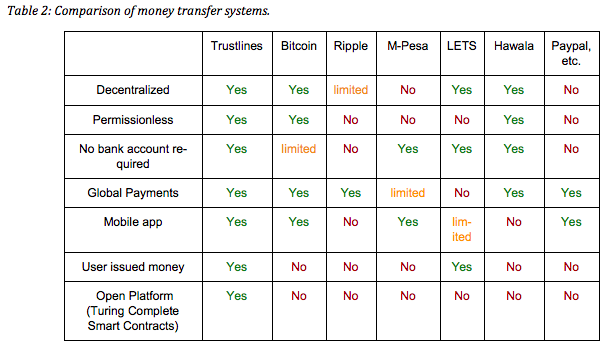 Table 2: Comparison of money transfer systems.
Trustlines Bitcoin Ripple M-Pesa LETS Hawala Paypal,
etc.
Decentralized Yes Yes limited No Yes Yes No
Permissionless Yes Yes No No No Yes No
No bank account re- Yes limited No Yes Yes Yes No
quired
Global Payments Yes Yes Yes limited No Yes Yes
Mobile app Yes Yes No Yes lim- No Yes
ited
User issued money Yes No No No Yes No No
Open Platform Yes No No No No No No
(Turing Complete
Smart Contracts)